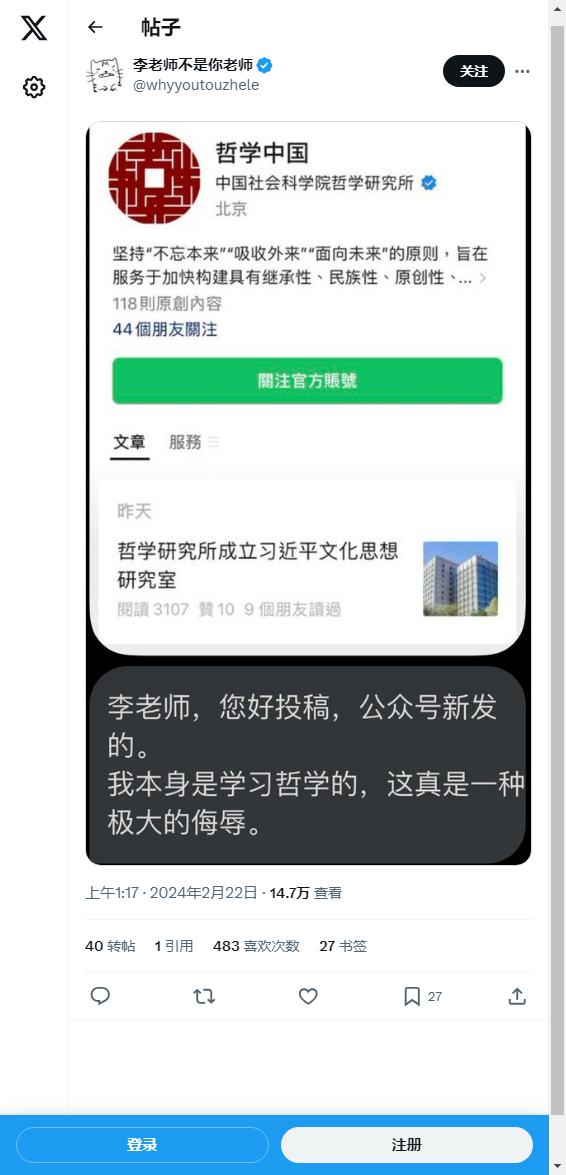 帖子
李老师不是你老师
@whyyoutouzhele
关注
哲学中国
中国社会科学院哲学研究所
北京
坚持“不忘本来”“吸收外来”“面向未来”的原则，旨在
服务于加快构建具有继承性、民族性、原创性、...
118則原創內容
44個朋友關注
關注官方賬號
文章 服務
昨天
哲学研究所成立习近平文化思想
研究室
閱讀 3107 贊 10 9 個朋友讀過
李老师，您好投稿，公众号新发
的。
我本身是学习哲学的，这真是一种
极大的侮辱。
上午1:17 · 2024年2月22日 · 14.7万 查看
40 转帖 1 引用 483 喜欢次数 27 书签
27
登录 注册